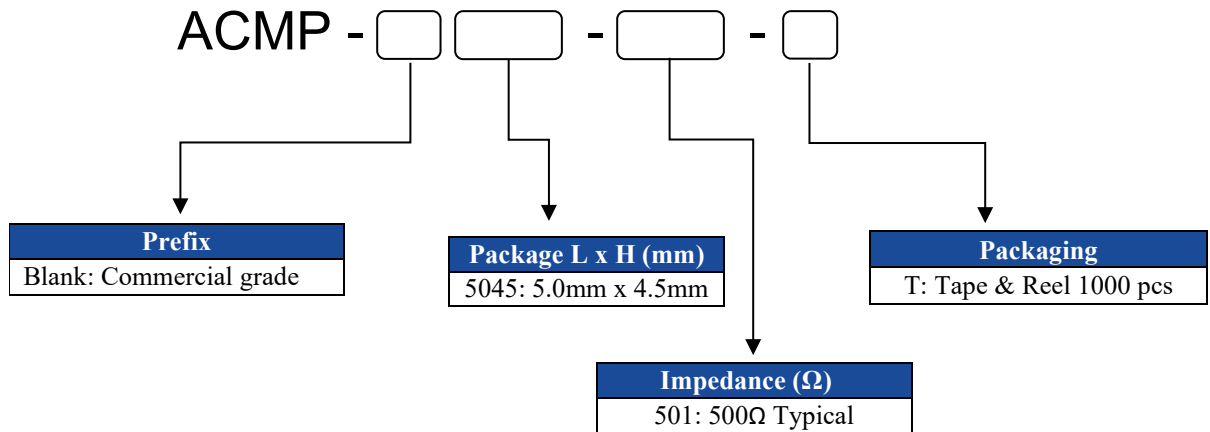 ACMP - - -
Prefix
Blank: Commercial grade
Package L x H (mm)
5045: 5.0mm x 4.5mm
Packaging
T: Tape & Reel 1000 pcs
Impedance (Ω)
501: 500Ω Typical